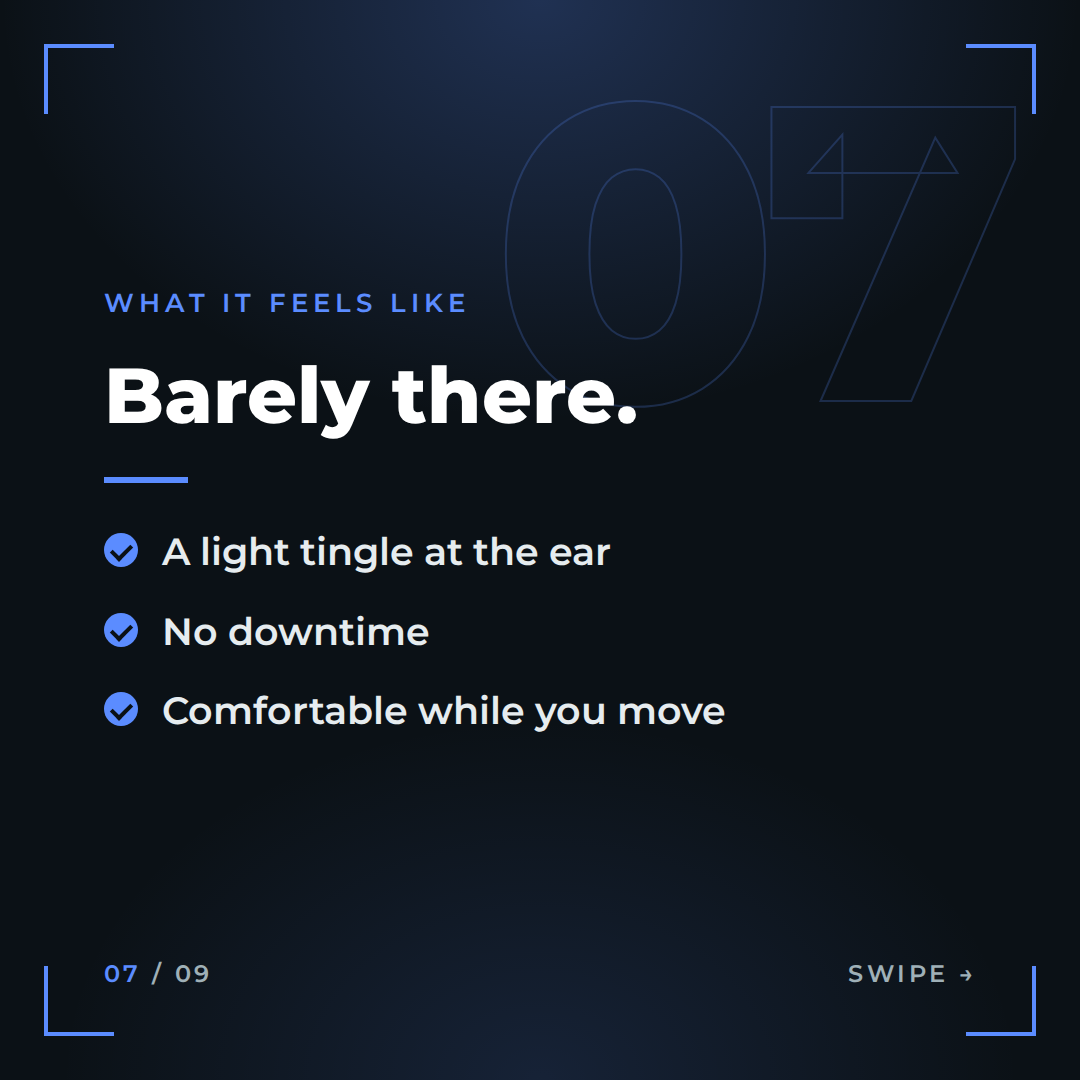 07
WHAT IT FEELS LIKE
Barely there.
A light tingle at the ear
No downtime
Comfortable while you move
07 / 09
SWIPE →